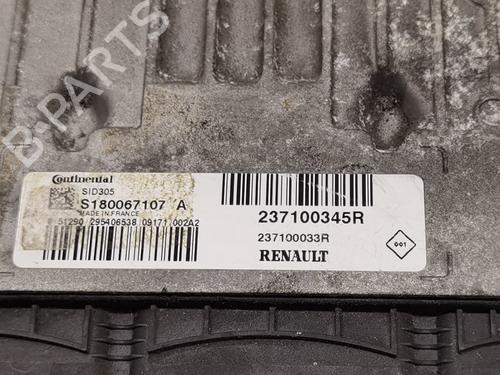 B-PARTS
Continental
SID305
S180067107 A
MADE IN FRANCE
51290 295406538 09171 002A2
237100345R
237100033R
RENAULT
001